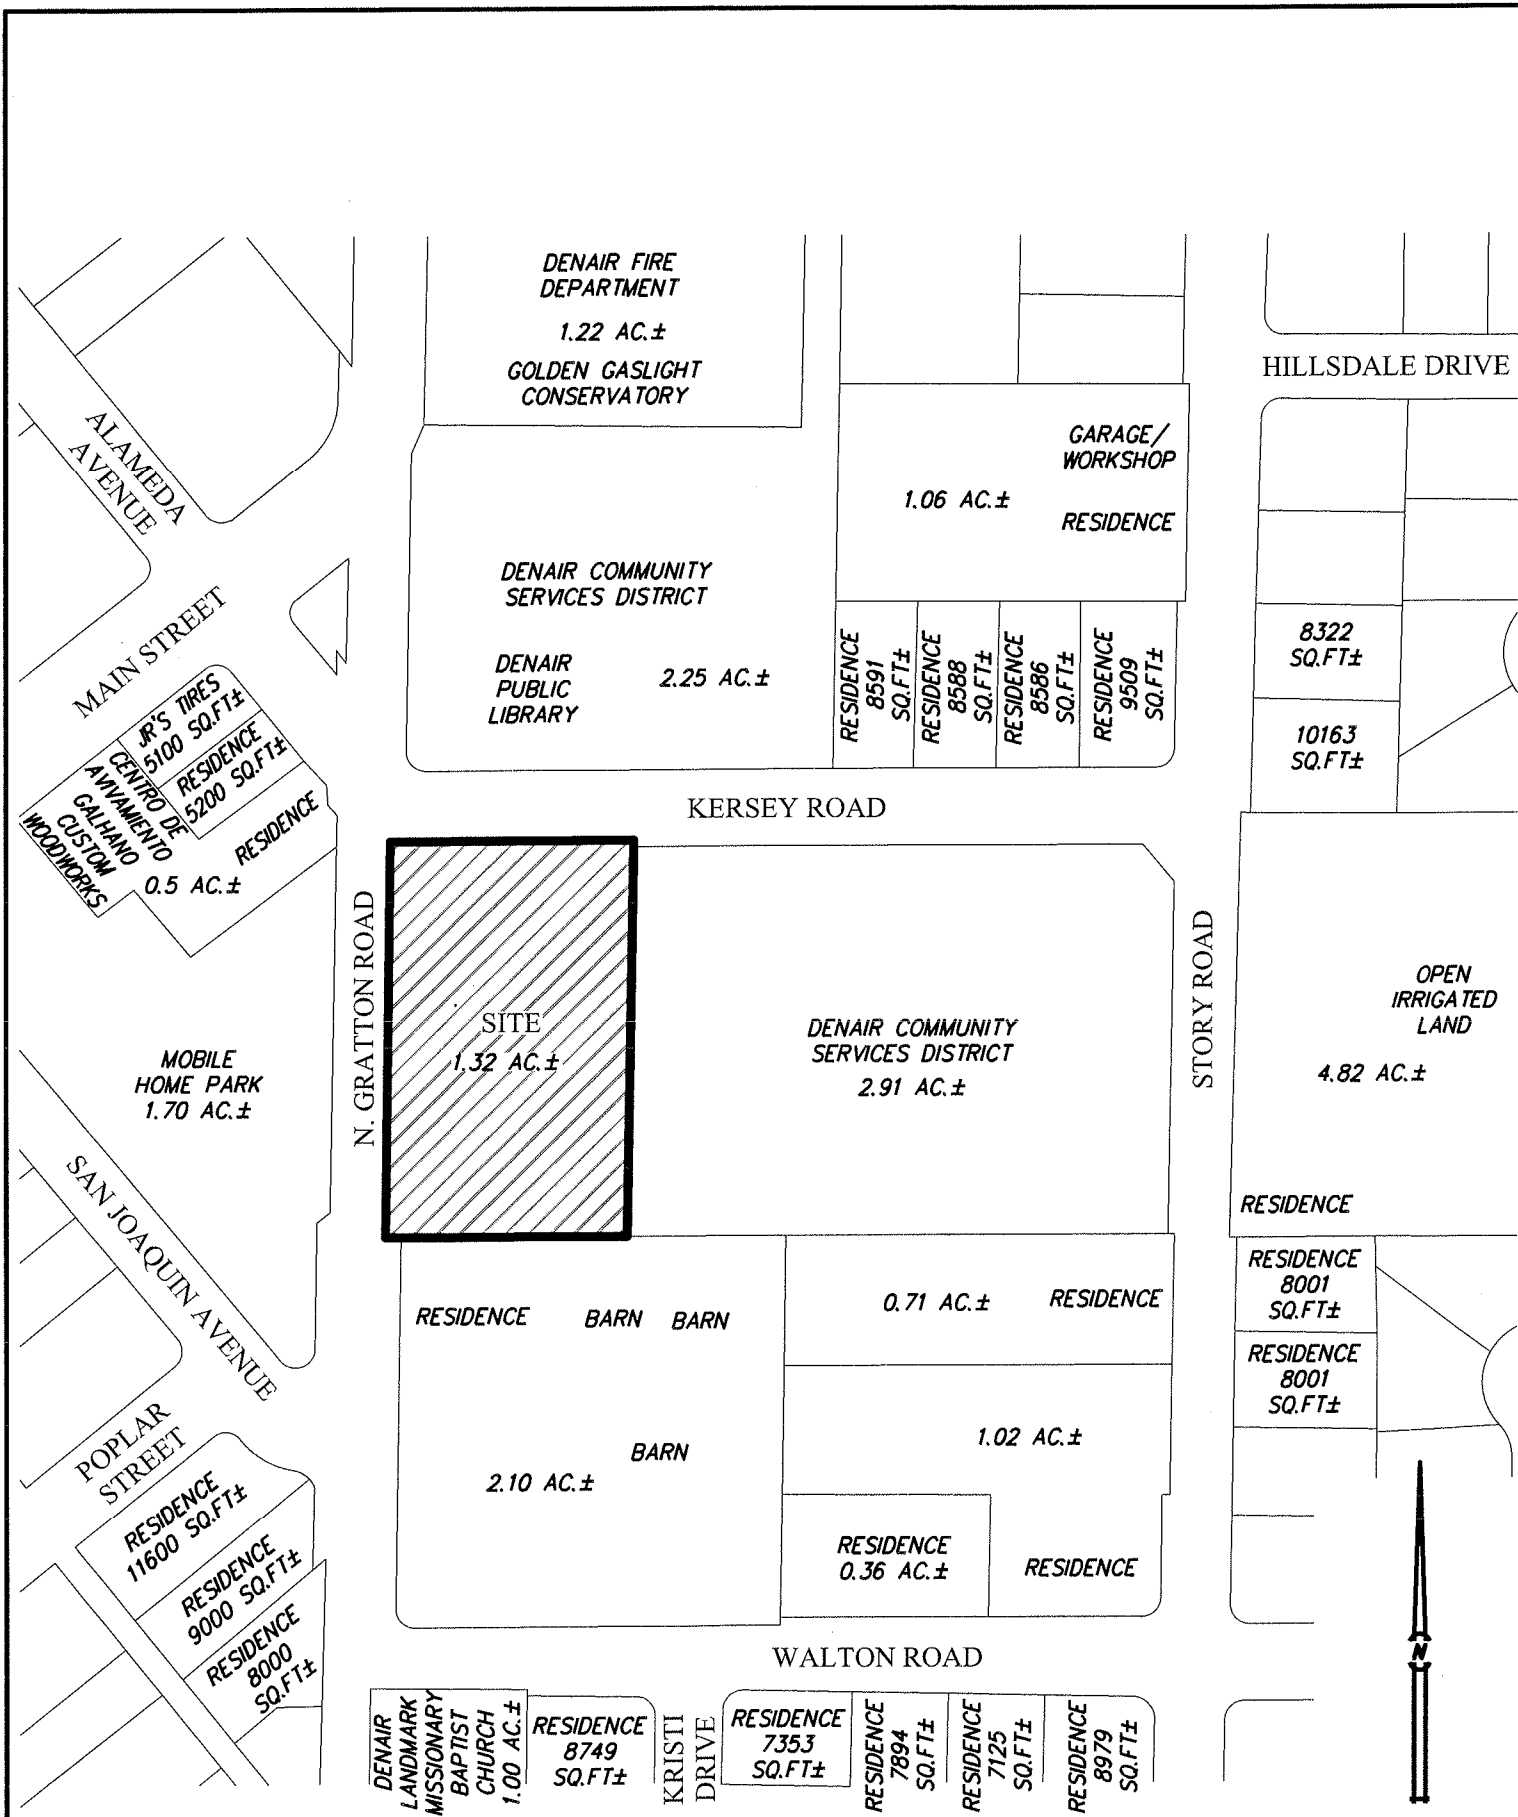 DENAIR FIRE
DEPARTMENT
1.22 AC.±
GOLDEN GASLIGHT
CONSERVATORY
HILLSDALE DRIVE
ALAMEDA
AVENUE
GARAGE/
WORKSHOP
1.06 AC.±
RESIDENCE
DENAIR COMMUNITY
SERVICES DISTRICT
DENAIR
PUBLIC
LIBRARY
2.25 AC.±
RESIDENCE
8591
SQ.FT±
RESIDENCE
8588
SQ.FT±
RESIDENCE
8586
SQ.FT±
RESIDENCE
9509
SQ.FT±
8322
SQ.FT±
10163
SQ.FT±
MAIN STREET
JR'S TIRES
5100 SQ.FT±
RESIDENCE
5200 SQ.FT±
CENTRO DE
AVIVAMIENTO
GALHANO
CUSTOM
WOODWORKS
RESIDENCE
0.5 AC.±
KERSEY ROAD
N. GRATTON ROAD
SITE
1.32 AC.±
DENAIR COMMUNITY
SERVICES DISTRICT
2.91 AC.±
STORY ROAD
OPEN
IRRIGATED
LAND
4.82 AC.±
RESIDENCE
MOBILE
HOME PARK
1.70 AC.±
SAN JOAQUIN AVENUE
RESIDENCE
BARN
BARN
0.71 AC.±
RESIDENCE
RESIDENCE
8001
SQ.FT±
RESIDENCE
8001
SQ.FT±
POPLAR
STREET
BARN
2.10 AC.±
1.02 AC.±
RESIDENCE
0.36 AC.±
RESIDENCE
RESIDENCE
11600 SQ.FT±
RESIDENCE
9000 SQ.FT±
RESIDENCE
8000
SQ.FT±
WALTON ROAD
N
DENAIR
LANDMARK
MISSIONARY
BAPTIST
CHURCH
1.00 AC.±
RESIDENCE
8749
SQ.FT±
KRISTI
DRIVE
RESIDENCE
7353
SQ.FT±
RESIDENCE
7894
SQ.FT±
RESIDENCE
7125
SQ.FT±
RESIDENCE
8979
SQ.FT±